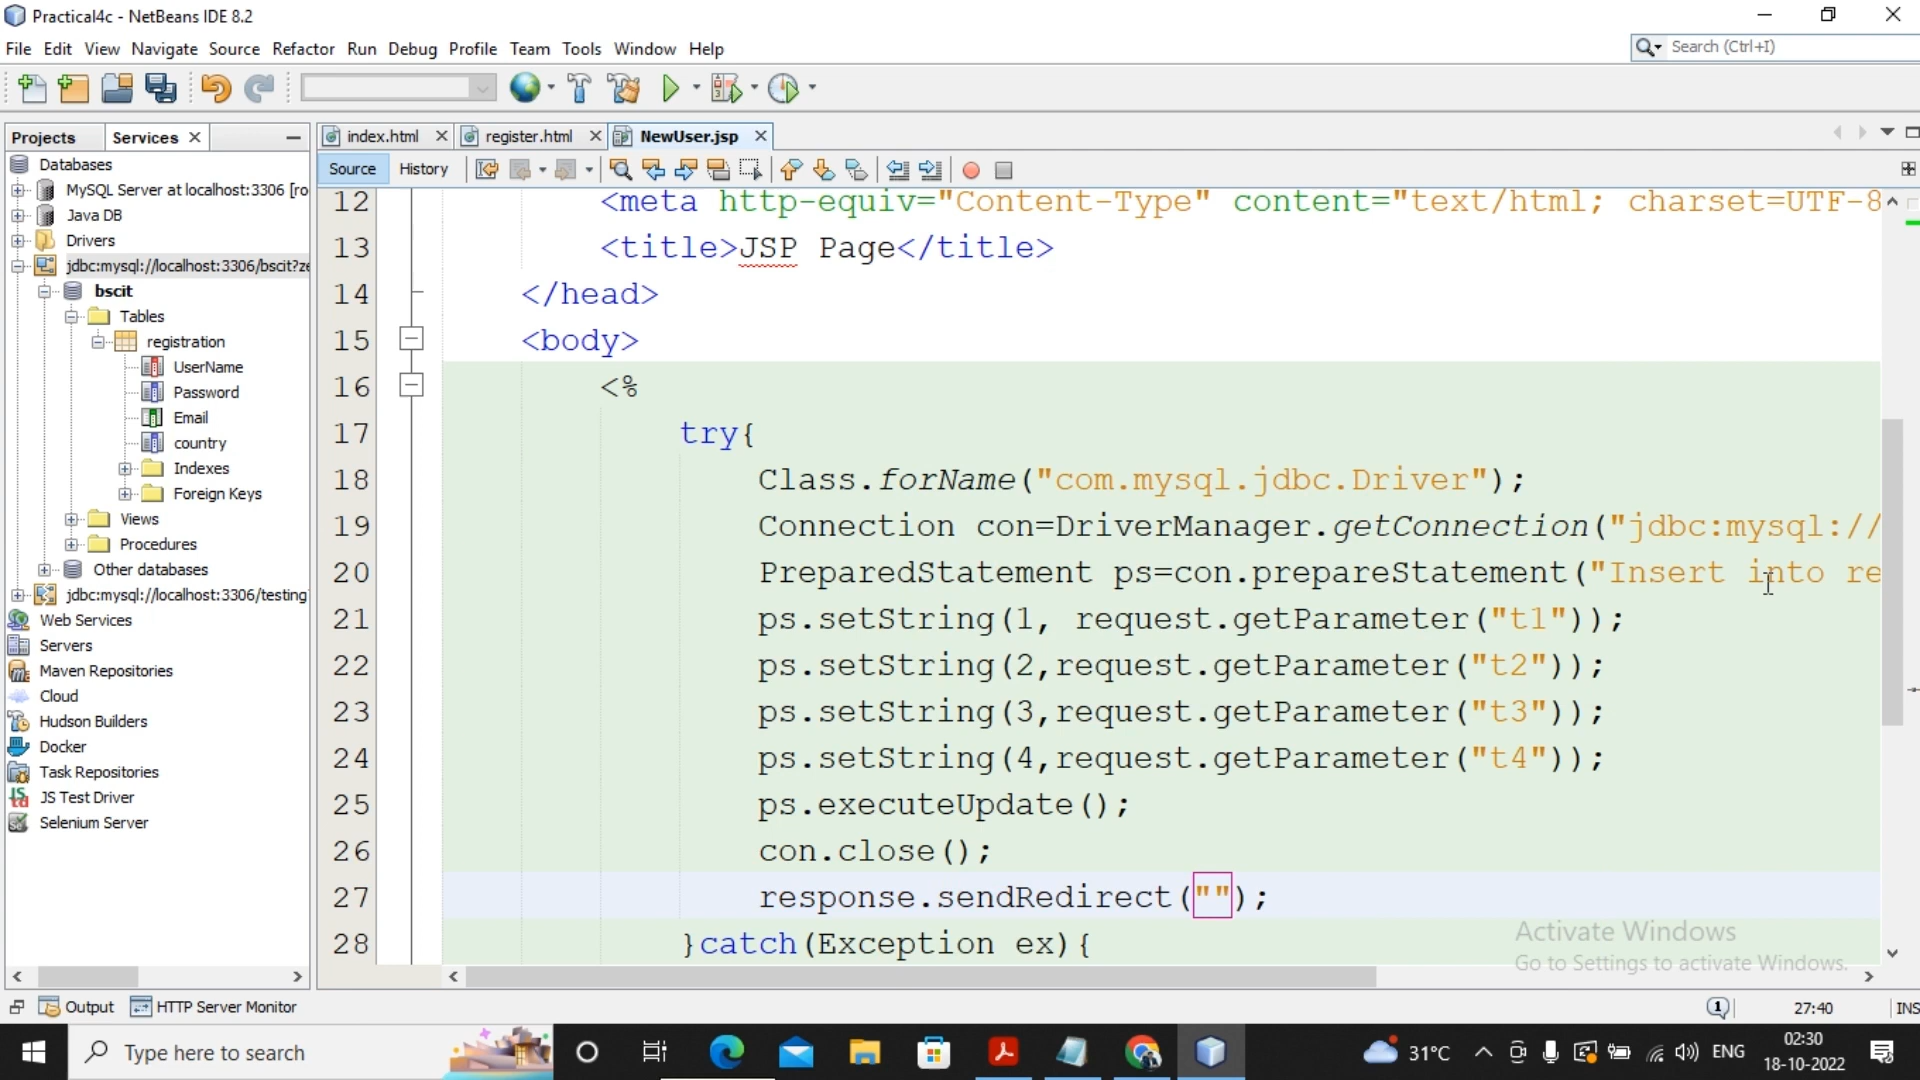 Practical4c - NetBeans IDE 8.2
File Edit View Navigate Source Refactor Run Debug Profile Team Tools Window Help
Search (Ctrl+I)
Projects Services
index.html register.html NewUser.jsp
Source History
Databases
MySQL Server at localhost:3306 [ro
Java DB
Drivers
jdbc:mysql://localhost:3306/bscit?ze
bscit
Tables
registration
UserName
Password
Email
country
Indexes
Foreign Keys
Views
Procedures
Other databases
jdbc:mysql://localhost:3306/testing
Web Services
Servers
Maven Repositories
Cloud
Hudson Builders
Docker
Task Repositories
JS Test Driver
Selenium Server
12 <meta http-equiv="Content-Type" content="text/html; charset=UTF-8
13 <title>JSP Page</title>
14 </head>
15 <body>
16 <%
17 try{
18 Class.forName("com.mysql.jdbc.Driver");
19 Connection con=DriverManager.getConnection("jdbc:mysql://
20 PreparedStatement ps=con.prepareStatement("Insert into re
21 ps.setString(1, request.getParameter("t1"));
22 ps.setString(2,request.getParameter("t2"));
23 ps.setString(3,request.getParameter("t3"));
24 ps.setString(4,request.getParameter("t4"));
25 ps.executeUpdate();
26 con.close();
27 response.sendRedirect("");
28 }catch(Exception ex){
Activate Windows
Go to Settings to activate Windows.
Output HTTP Server Monitor
1 27:40 INS
Type here to search
31°C ENG
02:30
18-10-2022